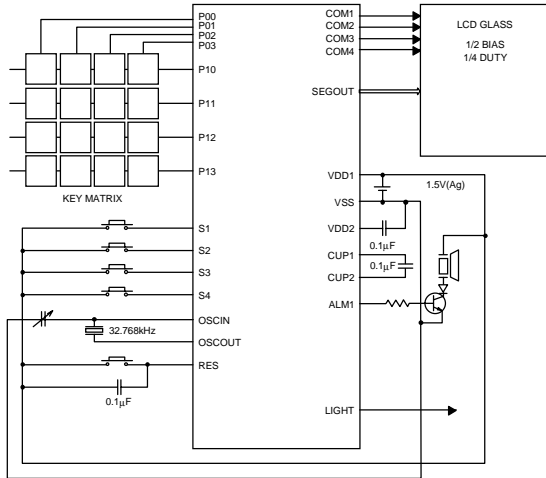 P00
P01
P02
P03
P10
P11
P12
P13
KEY MATRIX
S1
S2
S3
S4
OSCIN
32.768kHz
OSCOUT
RES
0.1μF
COM1
COM2
COM3
COM4
SEGOUT
LCD GLASS
1/2 BIAS
1/4 DUTY
VDD1
1.5V(Ag)
VSS
VDD2
0.1μF
CUP1
0.1μF
CUP2
ALM1
LIGHT